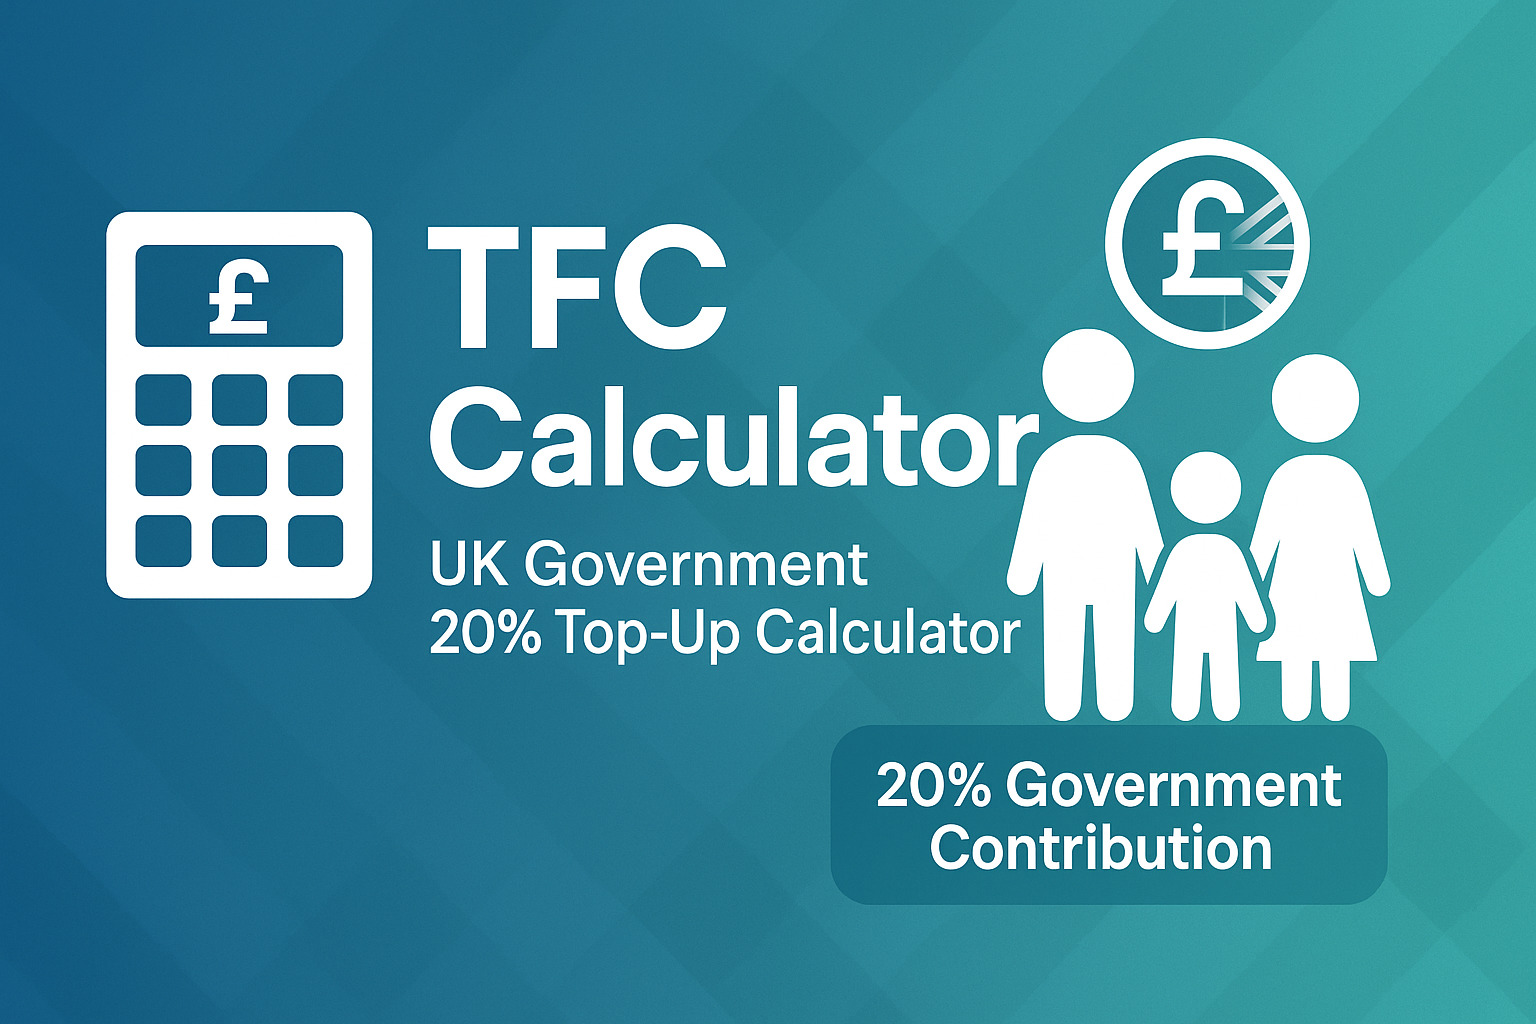 £
TFC
Calculator
UK Government
20% Top-Up Calculator
£
20% Government
Contribution